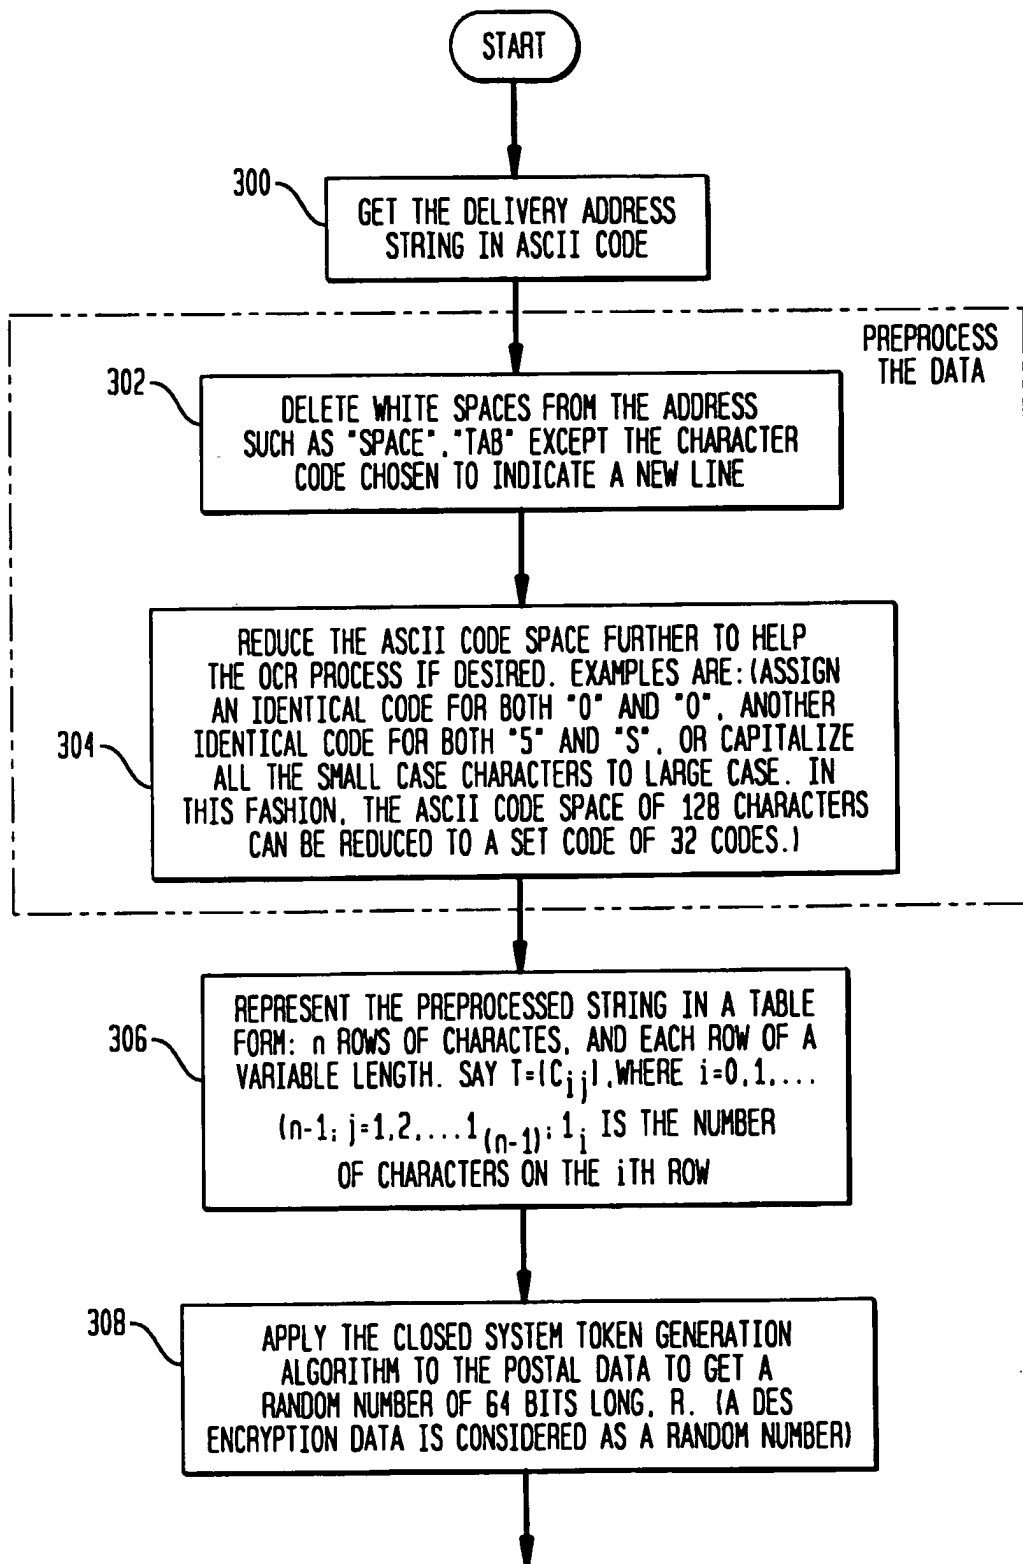 START
300
GET THE DELIVERY ADDRESS
STRING IN ASCII CODE
PREPROCESS
THE DATA
302
DELETE WHITE SPACES FROM THE ADDRESS
SUCH AS "SPACE","TAB" EXCEPT THE CHARACTER
CODE CHOSEN TO INDICATE A NEW LINE
304
REDUCE THE ASCII CODE SPACE FURTHER TO HELP
THE OCR PROCESS IF DESIRED. EXAMPLES ARE:(ASSIGN
AN IDENTICAL CODE FOR BOTH "0" AND "O", ANOTHER
IDENTICAL CODE FOR BOTH "5" AND "S", OR CAPITALIZE
ALL THE SMALL CASE CHARACTERS TO LARGE CASE. IN
THIS FASHION, THE ASCII CODE SPACE OF 128 CHARACTERS
CAN BE REDUCED TO A SET CODE OF 32 CODES.)
306
REPRESENT THE PREPROCESSED STRING IN A TABLE
FORM: n ROWS OF CHARACTES, AND EACH ROW OF A
VARIABLE LENGTH. SAY T=(C_ij),WHERE i=0,1,...
(n-1; j=1,2,...1_(n-1); 1_i IS THE NUMBER
OF CHARACTERS ON THE iTH ROW
308
APPLY THE CLOSED SYSTEM TOKEN GENERATION
ALGORITHM TO THE POSTAL DATA TO GET A
RANDOM NUMBER OF 64 BITS LONG, R. (A DES
ENCRYPTION DATA IS CONSIDERED AS A RANDOM NUMBER)